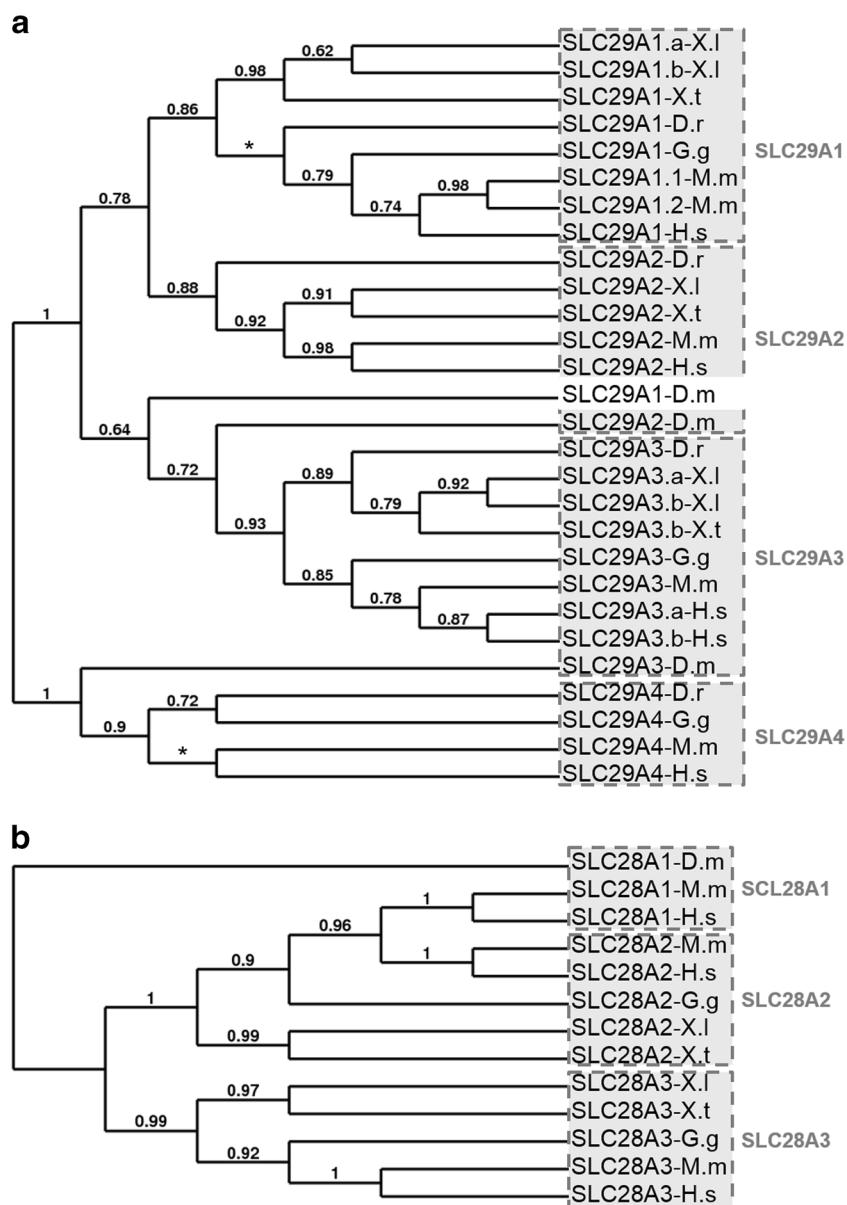 a
SLC29A1.a-X.l
0.62
SLC29A1.b-X.l
0.98
SLC29A1-X.t
0.86
SLC29A1-D.r
*
SLC29A1-G.g
SLC29A1
0.79
SLC29A1.1-M.m
0.98
SLC29A1.2-M.m
0.78
0.74
SLC29A1-H.s
SLC29A2-D.r
0.88
SLC29A2-X.l
0.91
SLC29A2-X.t
1
0.92
SLC29A2-M.m
SLC29A2
0.98
SLC29A2-H.s
SLC29A1-D.m
SLC29A2-D.m
0.64
SLC29A3-D.r
0.72
0.89
SLC29A3.a-X.l
0.92
SLC29A3.b-X.l
0.79
SLC29A3.b-X.t
0.93
SLC29A3-G.g
SLC29A3
0.85
SLC29A3-M.m
0.78
SLC29A3.a-H.s
0.87
SLC29A3.b-H.s
SLC29A3-D.m
1
SLC29A4-D.r
0.72
SLC29A4-G.g
0.9
SLC29A4
*
SLC29A4-M.m
SLC29A4-H.s
b
SLC28A1-D.m
SLC28A1-M.m
SCL28A1
1
SLC28A1-H.s
0.96
SLC28A2-M.m
1
0.9
SLC28A2-H.s
1
SLC28A2-G.g
SLC28A2
SLC28A2-X.l
0.99
SLC28A2-X.t
SLC28A3-X.l
0.97
SLC28A3-X.t
0.99
SLC28A3-G.g
SLC28A3
0.92
SLC28A3-M.m
1
SLC28A3-H.s